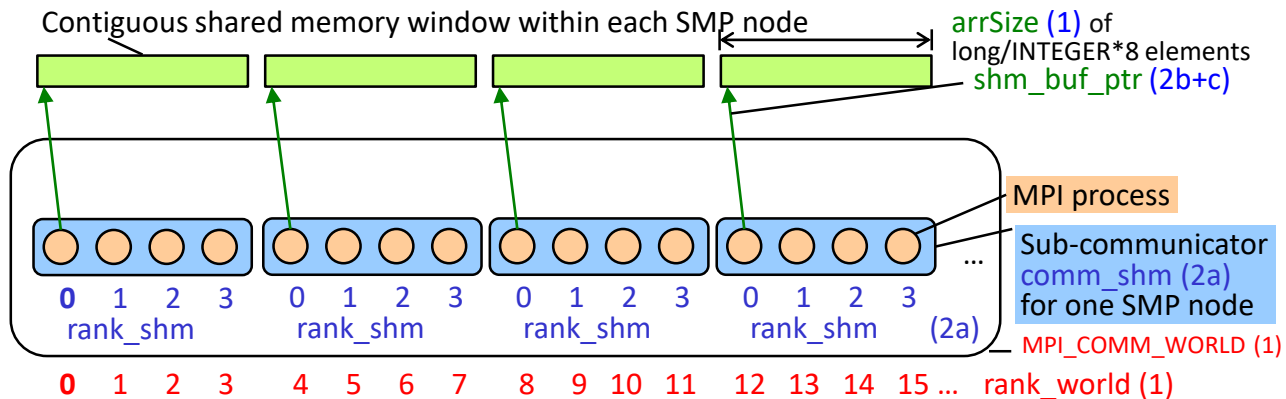 Contiguous shared memory window within each SMP node
arrSize (1) of
long/INTEGER*8 elements
shm_buf_ptr (2b+c)
MPI process
Sub-communicator
comm_shm (2a)
for one SMP node
...
0 1 2 3 0 1 2 3 0 1 2 3 0 1 2 3
rank_shm rank_shm rank_shm rank_shm (2a)
MPI_COMM_WORLD (1)
0 1 2 3 4 5 6 7 8 9 10 11 12 13 14 15 ... rank_world (1)